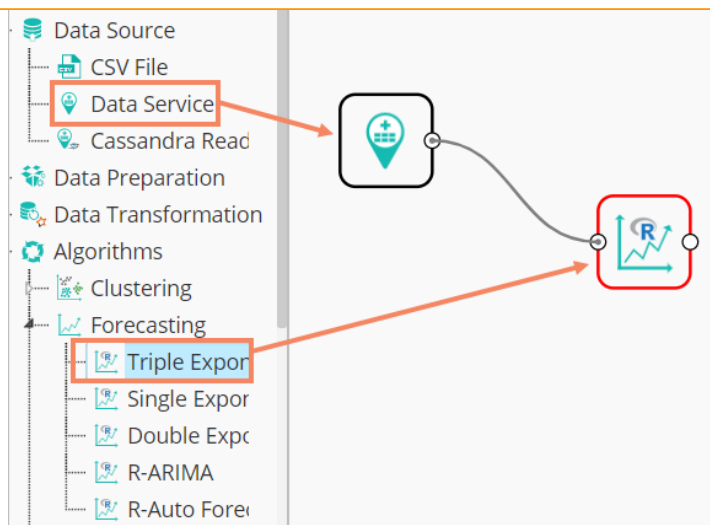 Data Source
CSV File
Data Service
Cassandra Read
Data Preparation
Data Transformation
Algorithms
Clustering
Forecasting
Triple Expor
Single Expor
Double Expo
R-ARIMA
R-Auto Fore
R